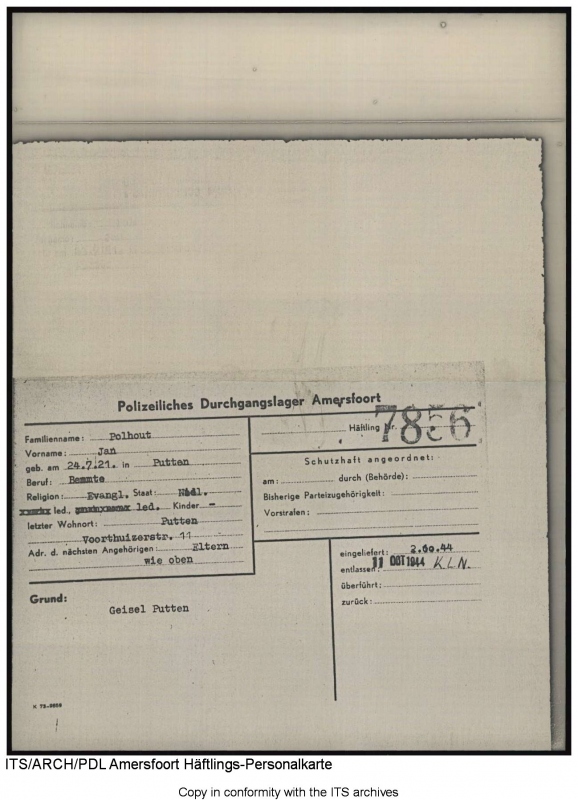 Polizeiliches Durchgangslager Amersfoort
Familienname: Polhout
Vorname: Jan
geb. am 24.7.21. in Putten
Beruf: Beamte
Religion: Evangl. Staat: Ndl.
led., led. Kinder -
letzter Wohnort: Putten
Voorthuizerstr. 11
Adr. d. nächsten Angehörigen: Eltern
wie oben
Häftling Nr. 7856
Schutzhaft angeordnet:
am: durch (Behörde):
Bisherige Parteizugehörigkeit:
Vorstrafen:
eingeliefert: 2.10.44
entlassen: 11 OKT 1944 K.L.N.
überführt:
zurück:
Grund:
Geisel Putten
ITS/ARCH/PDL Amersfoort Häftlings-Personalkarte
Copy in conformity with the ITS archives